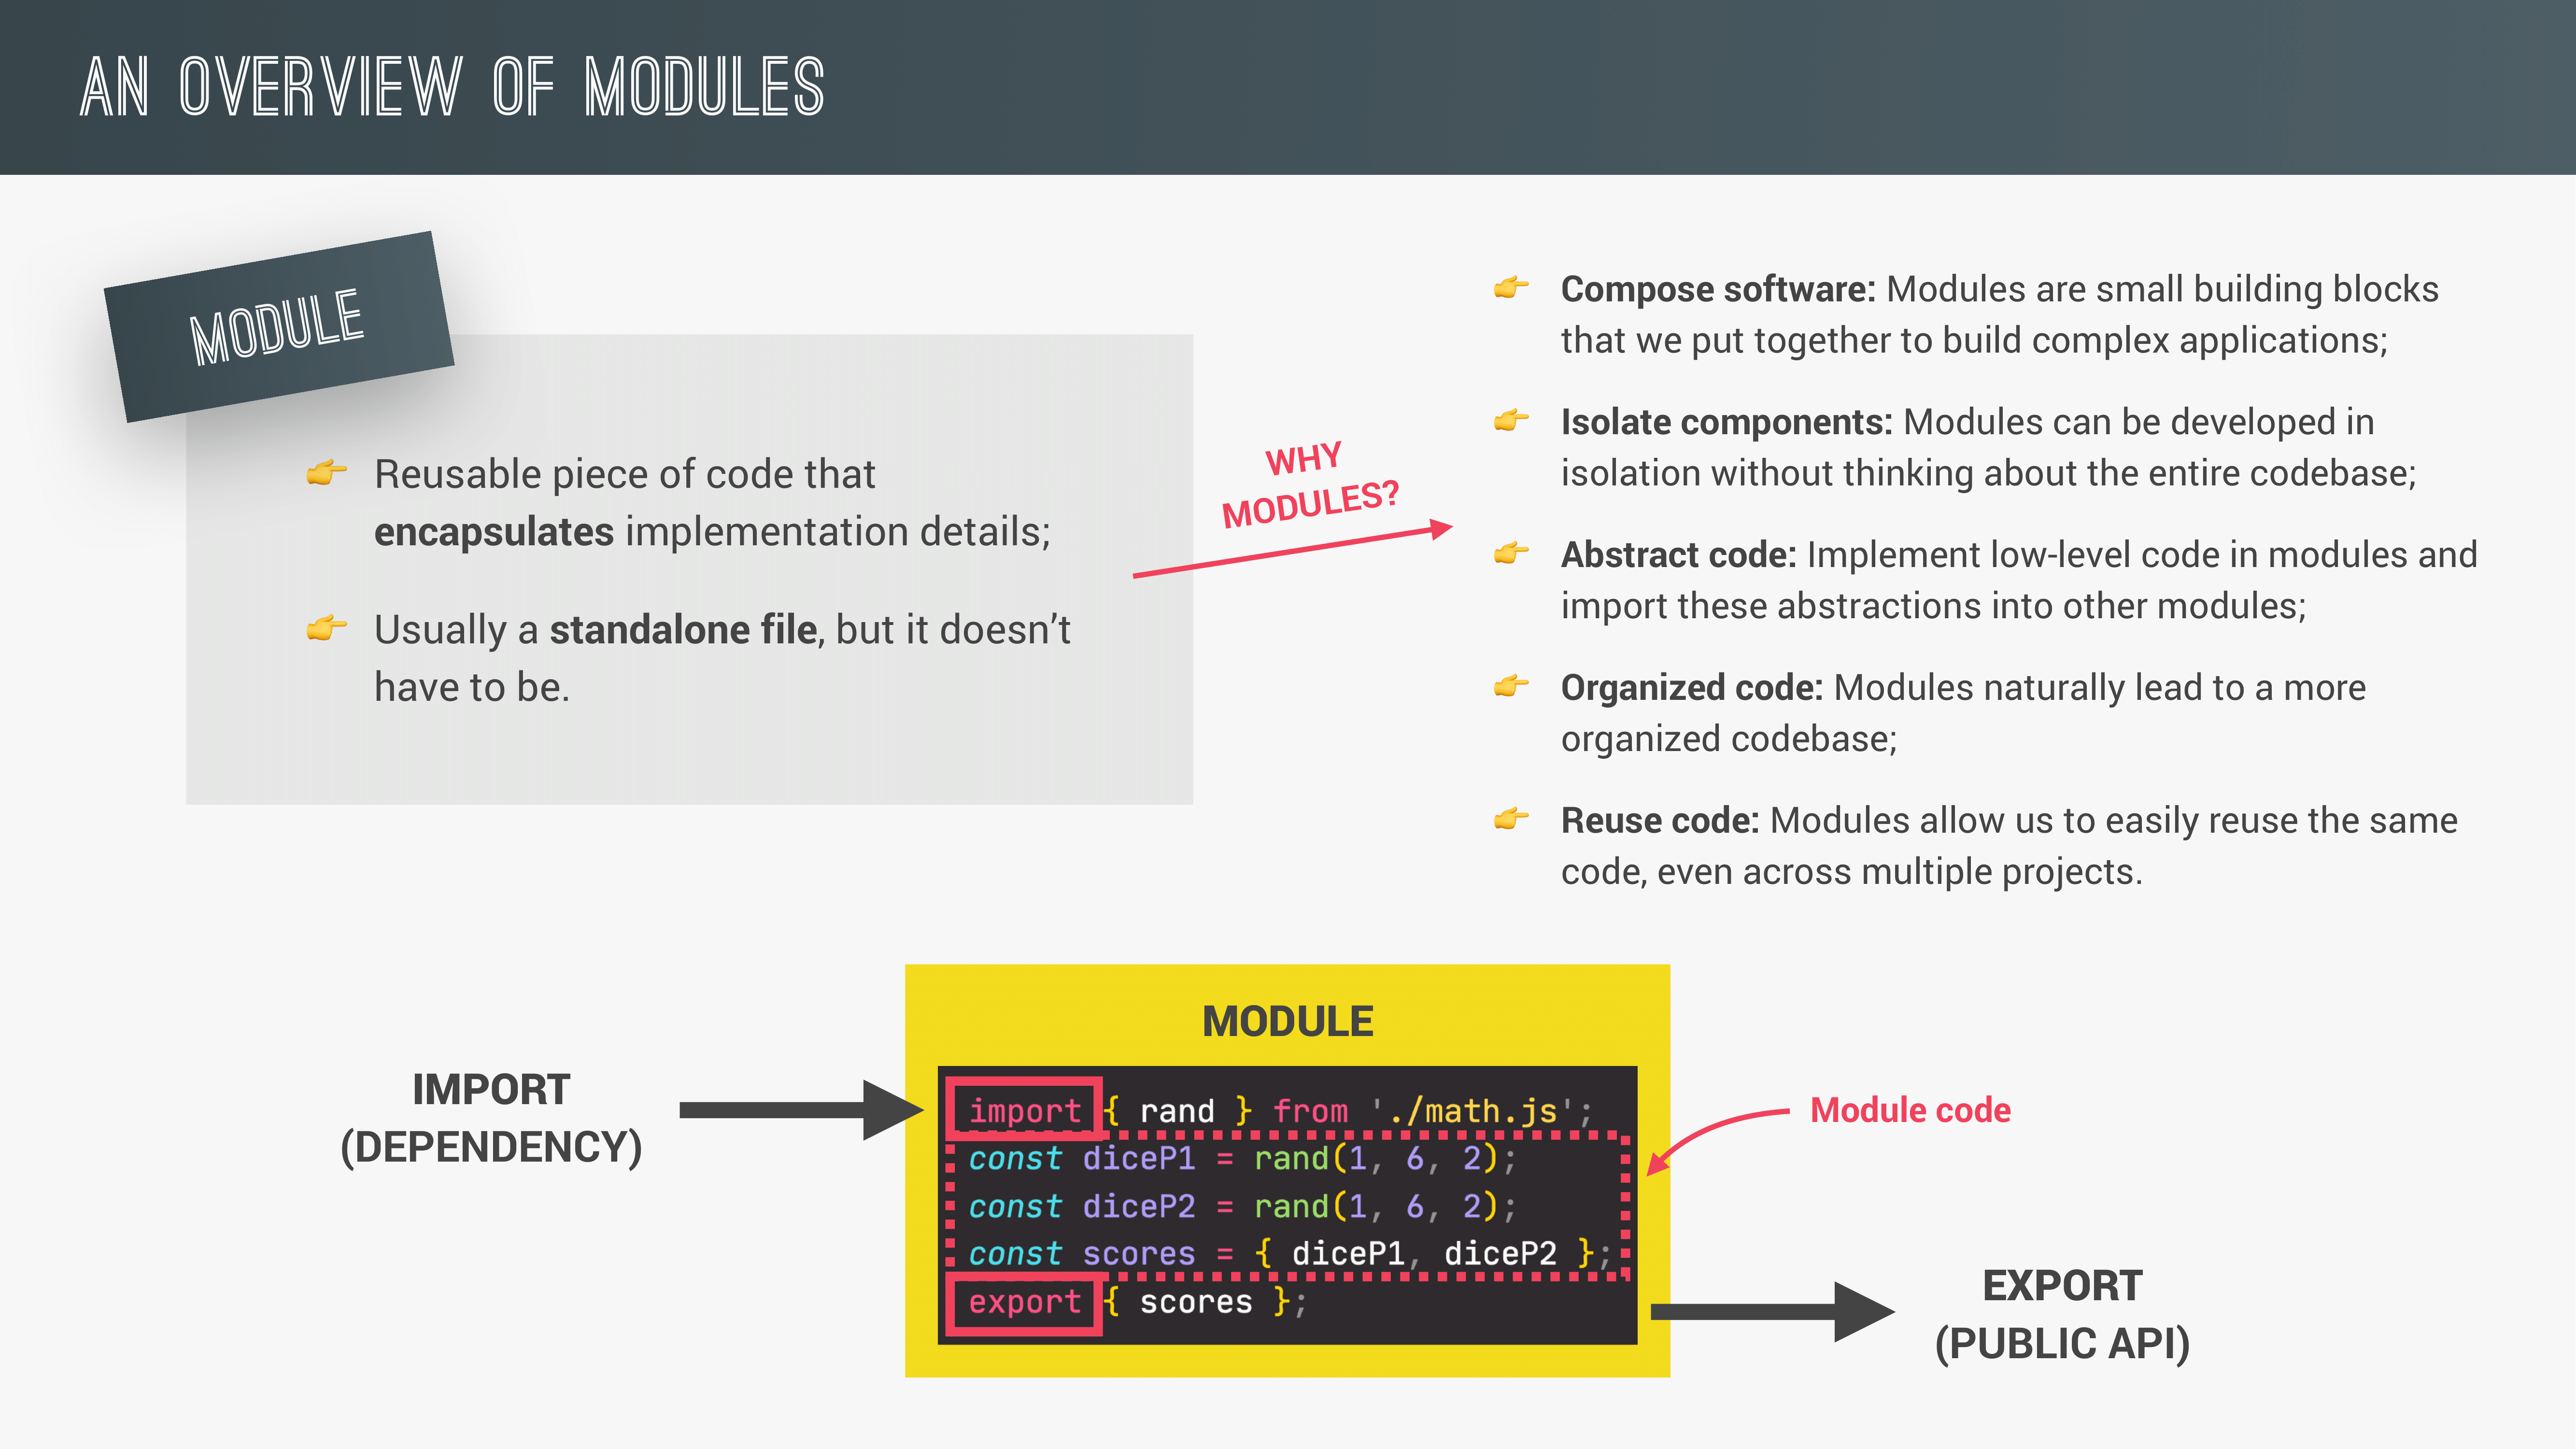 AN OVERVIEW OF MODULES
MODULE
👉 Reusable piece of code that
encapsulates implementation details;
👉 Usually a standalone file, but it doesn’t
have to be.
WHY
MODULES?
👉 Compose software: Modules are small building blocks
that we put together to build complex applications;
👉 Isolate components: Modules can be developed in
isolation without thinking about the entire codebase;
👉 Abstract code: Implement low-level code in modules and
import these abstractions into other modules;
👉 Organized code: Modules naturally lead to a more
organized codebase;
👉 Reuse code: Modules allow us to easily reuse the same
code, even across multiple projects.
IMPORT
(DEPENDENCY)
MODULE
import { rand } from './math.js';
const diceP1 = rand(1, 6, 2);
const diceP2 = rand(1, 6, 2);
const scores = { diceP1, diceP2 };
export { scores };
Module code
EXPORT
(PUBLIC API)